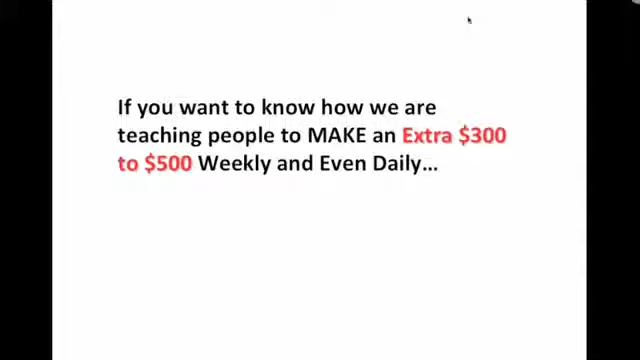 If you want to know how we are
teaching people to MAKE an Extra $300
to $500 Weekly and Even Daily...